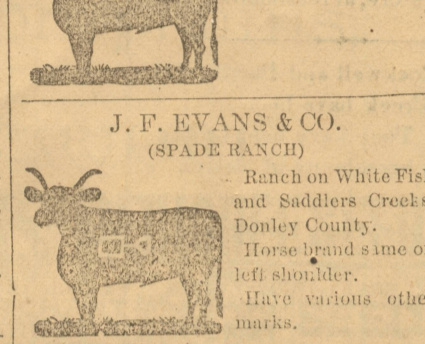 J. F. EVANS & CO.
(SPADE RANCH)
Ranch on White Fis
and Saddlers Creeks
Donley County.
Horse brand same o
left shoulder.
Have various othe
marks.